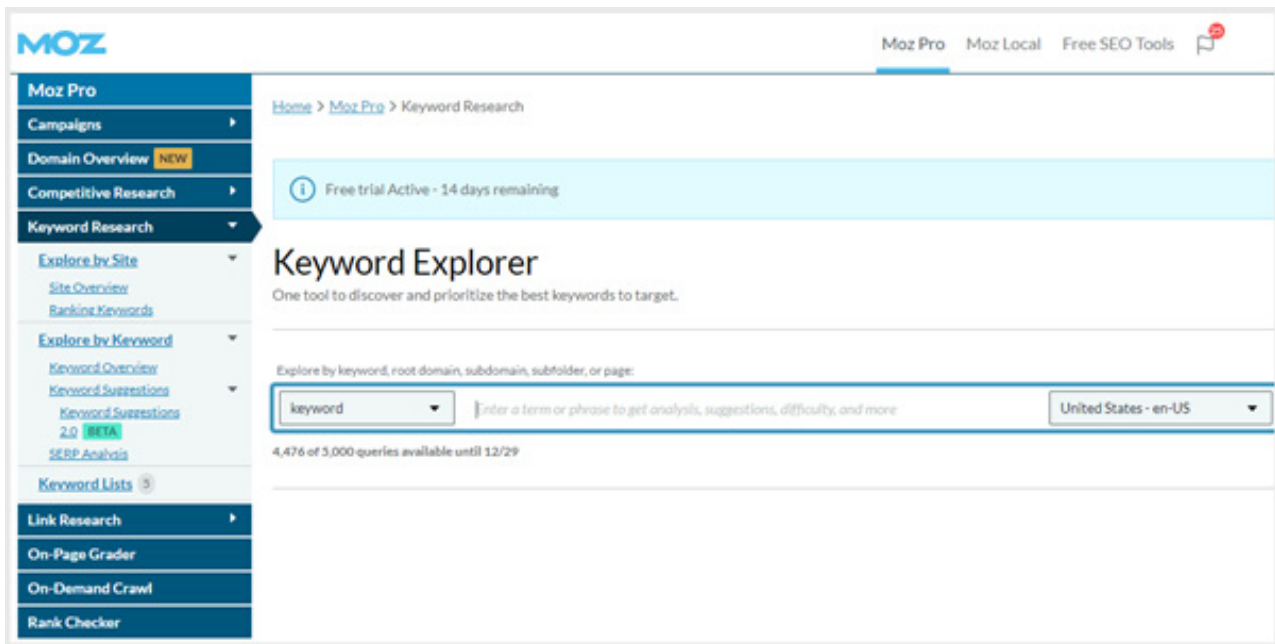 MOZ
Moz Pro Moz Local Free SEO Tools 25
Moz Pro
Campaigns
Domain Overview NEW
Competitive Research
Keyword Research
Explore by Site
Site Overview
Ranking Keywords
Explore by Keyword
Keyword Overview
Keyword Suggestions
Keyword Suggestions
2.0 BETA
SERP Analysis
Keyword Lists 3
Link Research
On-Page Grader
On-Demand Crawl
Rank Checker
Home > Moz Pro > Keyword Research
Free trial Active - 14 days remaining
Keyword Explorer
One tool to discover and prioritize the best keywords to target.
Explore by keyword, root domain, subdomain, subfolder, or page:
keyword Enter a term or phrase to get analysis, suggestions, difficulty, and more United States - en-US
4,476 of 5,000 queries available until 12/29